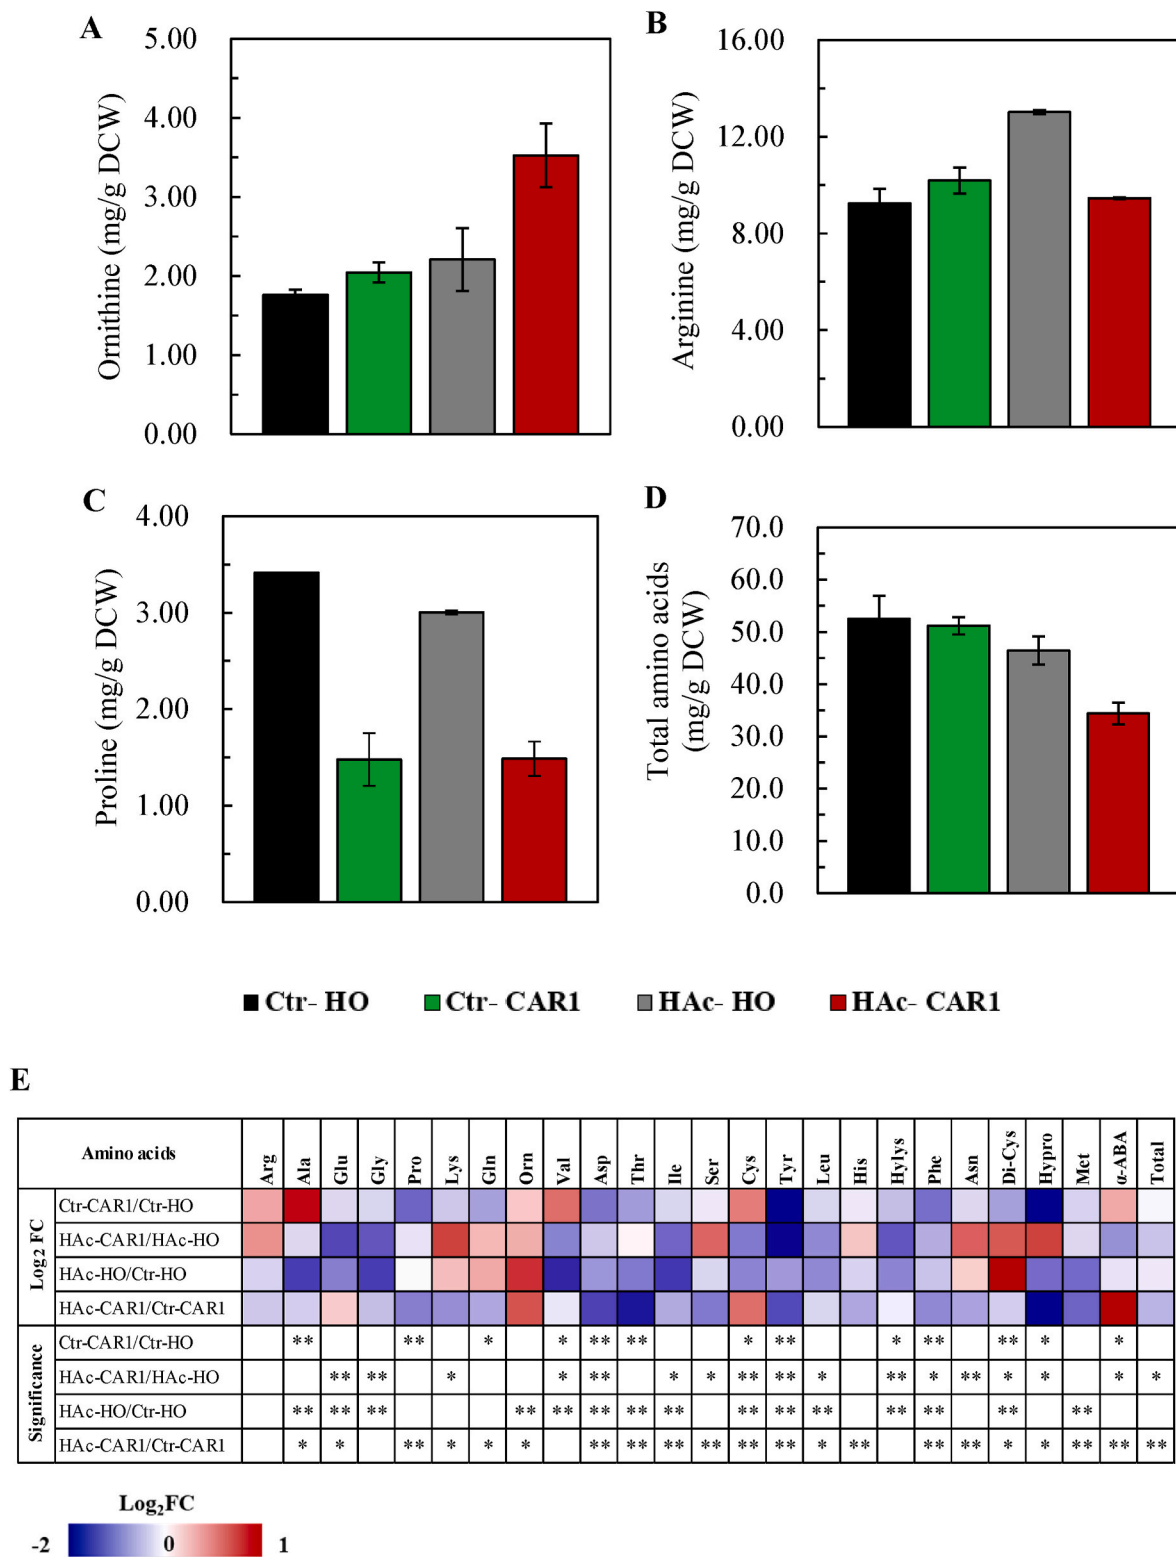 A
5.00
4.00
3.00
2.00
1.00
0.00
Ornithine (mg/g DCW)
B
16.00
12.00
8.00
4.00
0.00
Arginine (mg/g DCW)
C
4.00
3.00
2.00
1.00
0.00
Proline (mg/g DCW)
D
70.0
60.0
50.0
40.0
30.0
20.0
10.0
0.0
Total amino acids
(mg/g DCW)
Ctr- HO Ctr- CAR1 HAc- HO HAc- CAR1
E
Amino acids Arg Ala Glu Gly Pro Lys Gln Orn Val Asp Thr Ile Ser Cys Tyr Leu His Hylys Phe Asn Di-Cys Hypro Met α-ABA Total
Log2 FC
Ctr-CAR1/Ctr-HO
HAc-CAR1/HAc-HO
HAc-HO/Ctr-HO
HAc-CAR1/Ctr-CAR1
Significance
Ctr-CAR1/Ctr-HO ** ** * * ** ** * ** * ** ** * *
HAc-CAR1/HAc-HO ** ** * * ** * * ** ** * ** * ** * * * *
HAc-HO/Ctr-HO ** ** ** ** ** ** ** ** ** ** ** ** ** ** **
HAc-CAR1/Ctr-CAR1 * * ** * * * ** ** ** ** ** ** * ** ** ** * * ** ** **
Log2FC
-2 0 1